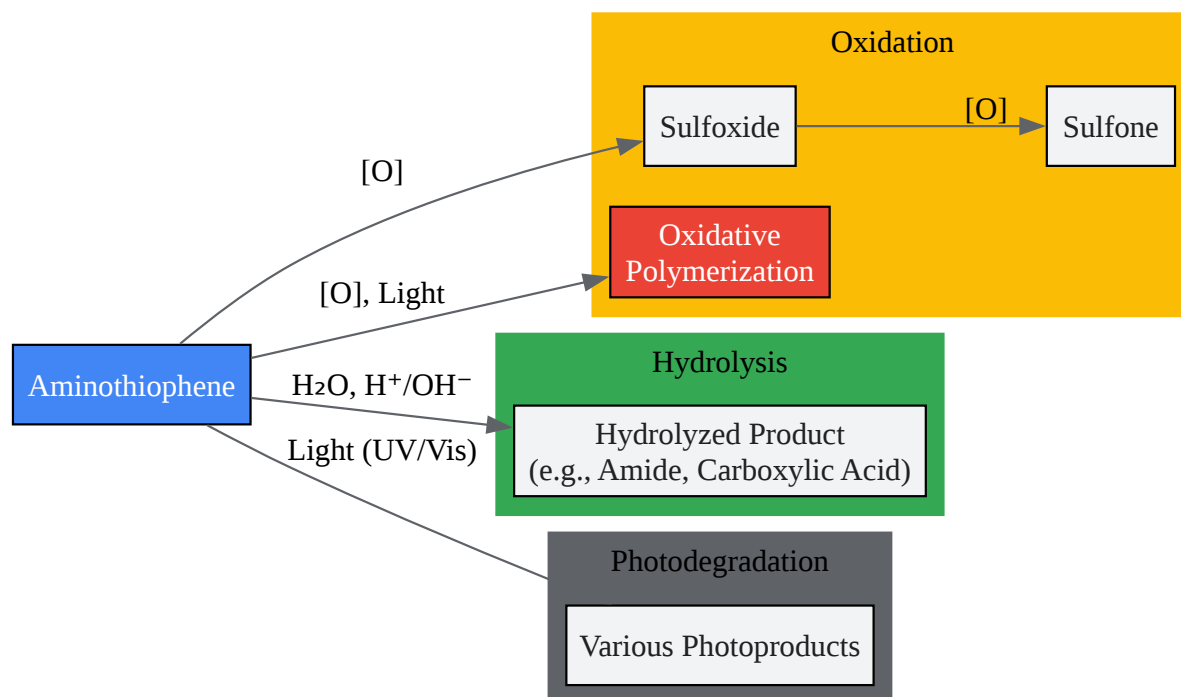 Oxidation
Sulfoxide
[O]
Sulfone
[O]
Oxidative
Polymerization
[O], Light
Aminothiophene
H₂O, H⁺/OH⁻
Hydrolysis
Hydrolyzed Product
(e.g., Amide, Carboxylic Acid)
Light (UV/Vis)
Photodegradation
Various Photoproducts